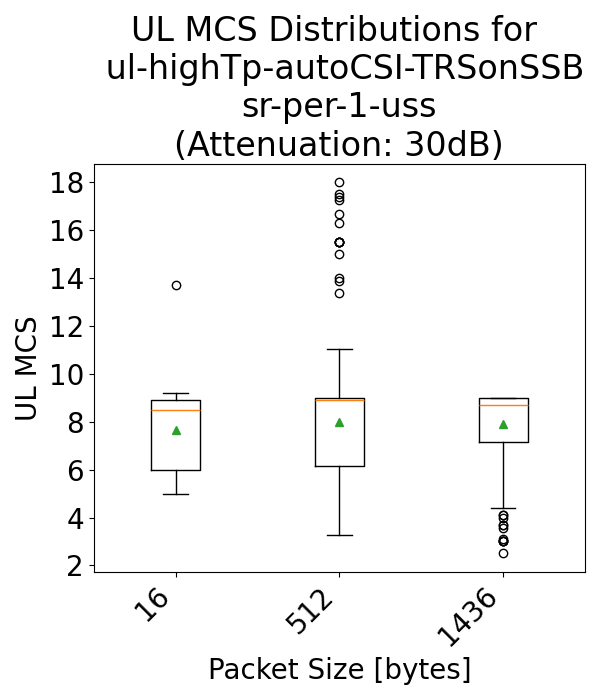 UL MCS Distributions for
ul-highTp-autoCSI-TRSonSSB
sr-per-1-uss
(Attenuation: 30dB)
18
16
14
12
10
8
6
4
2
UL MCS
16
512
1436
Packet Size [bytes]